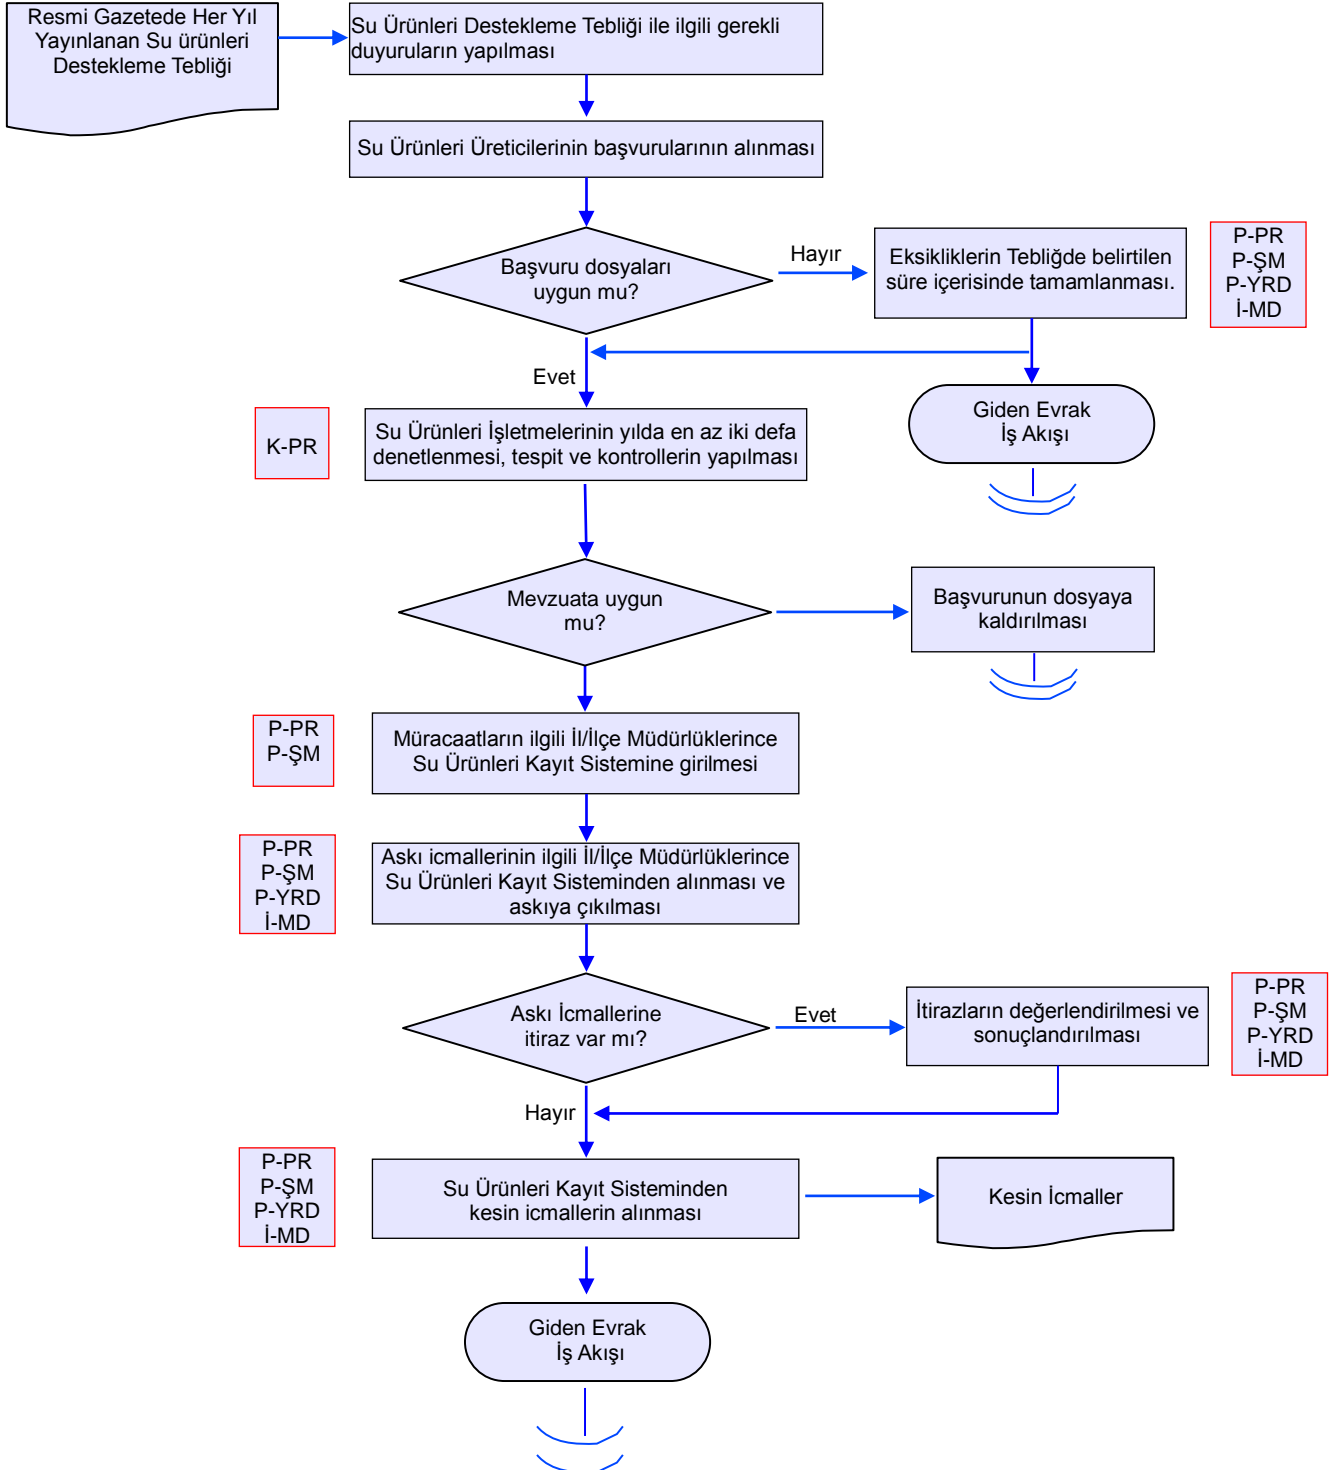 Resmi Gazetede Her Yıl
Yayınlanan Su ürünleri
Destekleme Tebliği
Su Ürünleri Destekleme Tebliği ile ilgili gerekli
duyuruların yapılması
Su Ürünleri Üreticilerinin başvurularının alınması
Başvuru dosyaları
uygun mu?
Hayır
Eksikliklerin Tebliğde belirtilen
süre içerisinde tamamlanması.
P-PR
P-ŞM
P-YRD
İ-MD
Evet
Giden Evrak
İş Akışı
K-PR
Su Ürünleri İşletmelerinin yılda en az iki defa
denetlenmesi, tespit ve kontrollerin yapılması
Mevzuata uygun
mu?
Başvurunun dosyaya
kaldırılması
P-PR
P-ŞM
Müracaatların ilgili İl/İlçe Müdürlüklerince
Su Ürünleri Kayıt Sistemine girilmesi
P-PR
P-ŞM
P-YRD
İ-MD
Askı icmallerinin ilgili İl/İlçe Müdürlüklerince
Su Ürünleri Kayıt Sisteminden alınması ve
askıya çıkılması
Askı İcmallerine
itiraz var mı?
Evet
İtirazların değerlendirilmesi ve
sonuçlandırılması
P-PR
P-ŞM
P-YRD
İ-MD
Hayır
P-PR
P-ŞM
P-YRD
İ-MD
Su Ürünleri Kayıt Sisteminden
kesin icmallerin alınması
Kesin İcmaller
Giden Evrak
İş Akışı